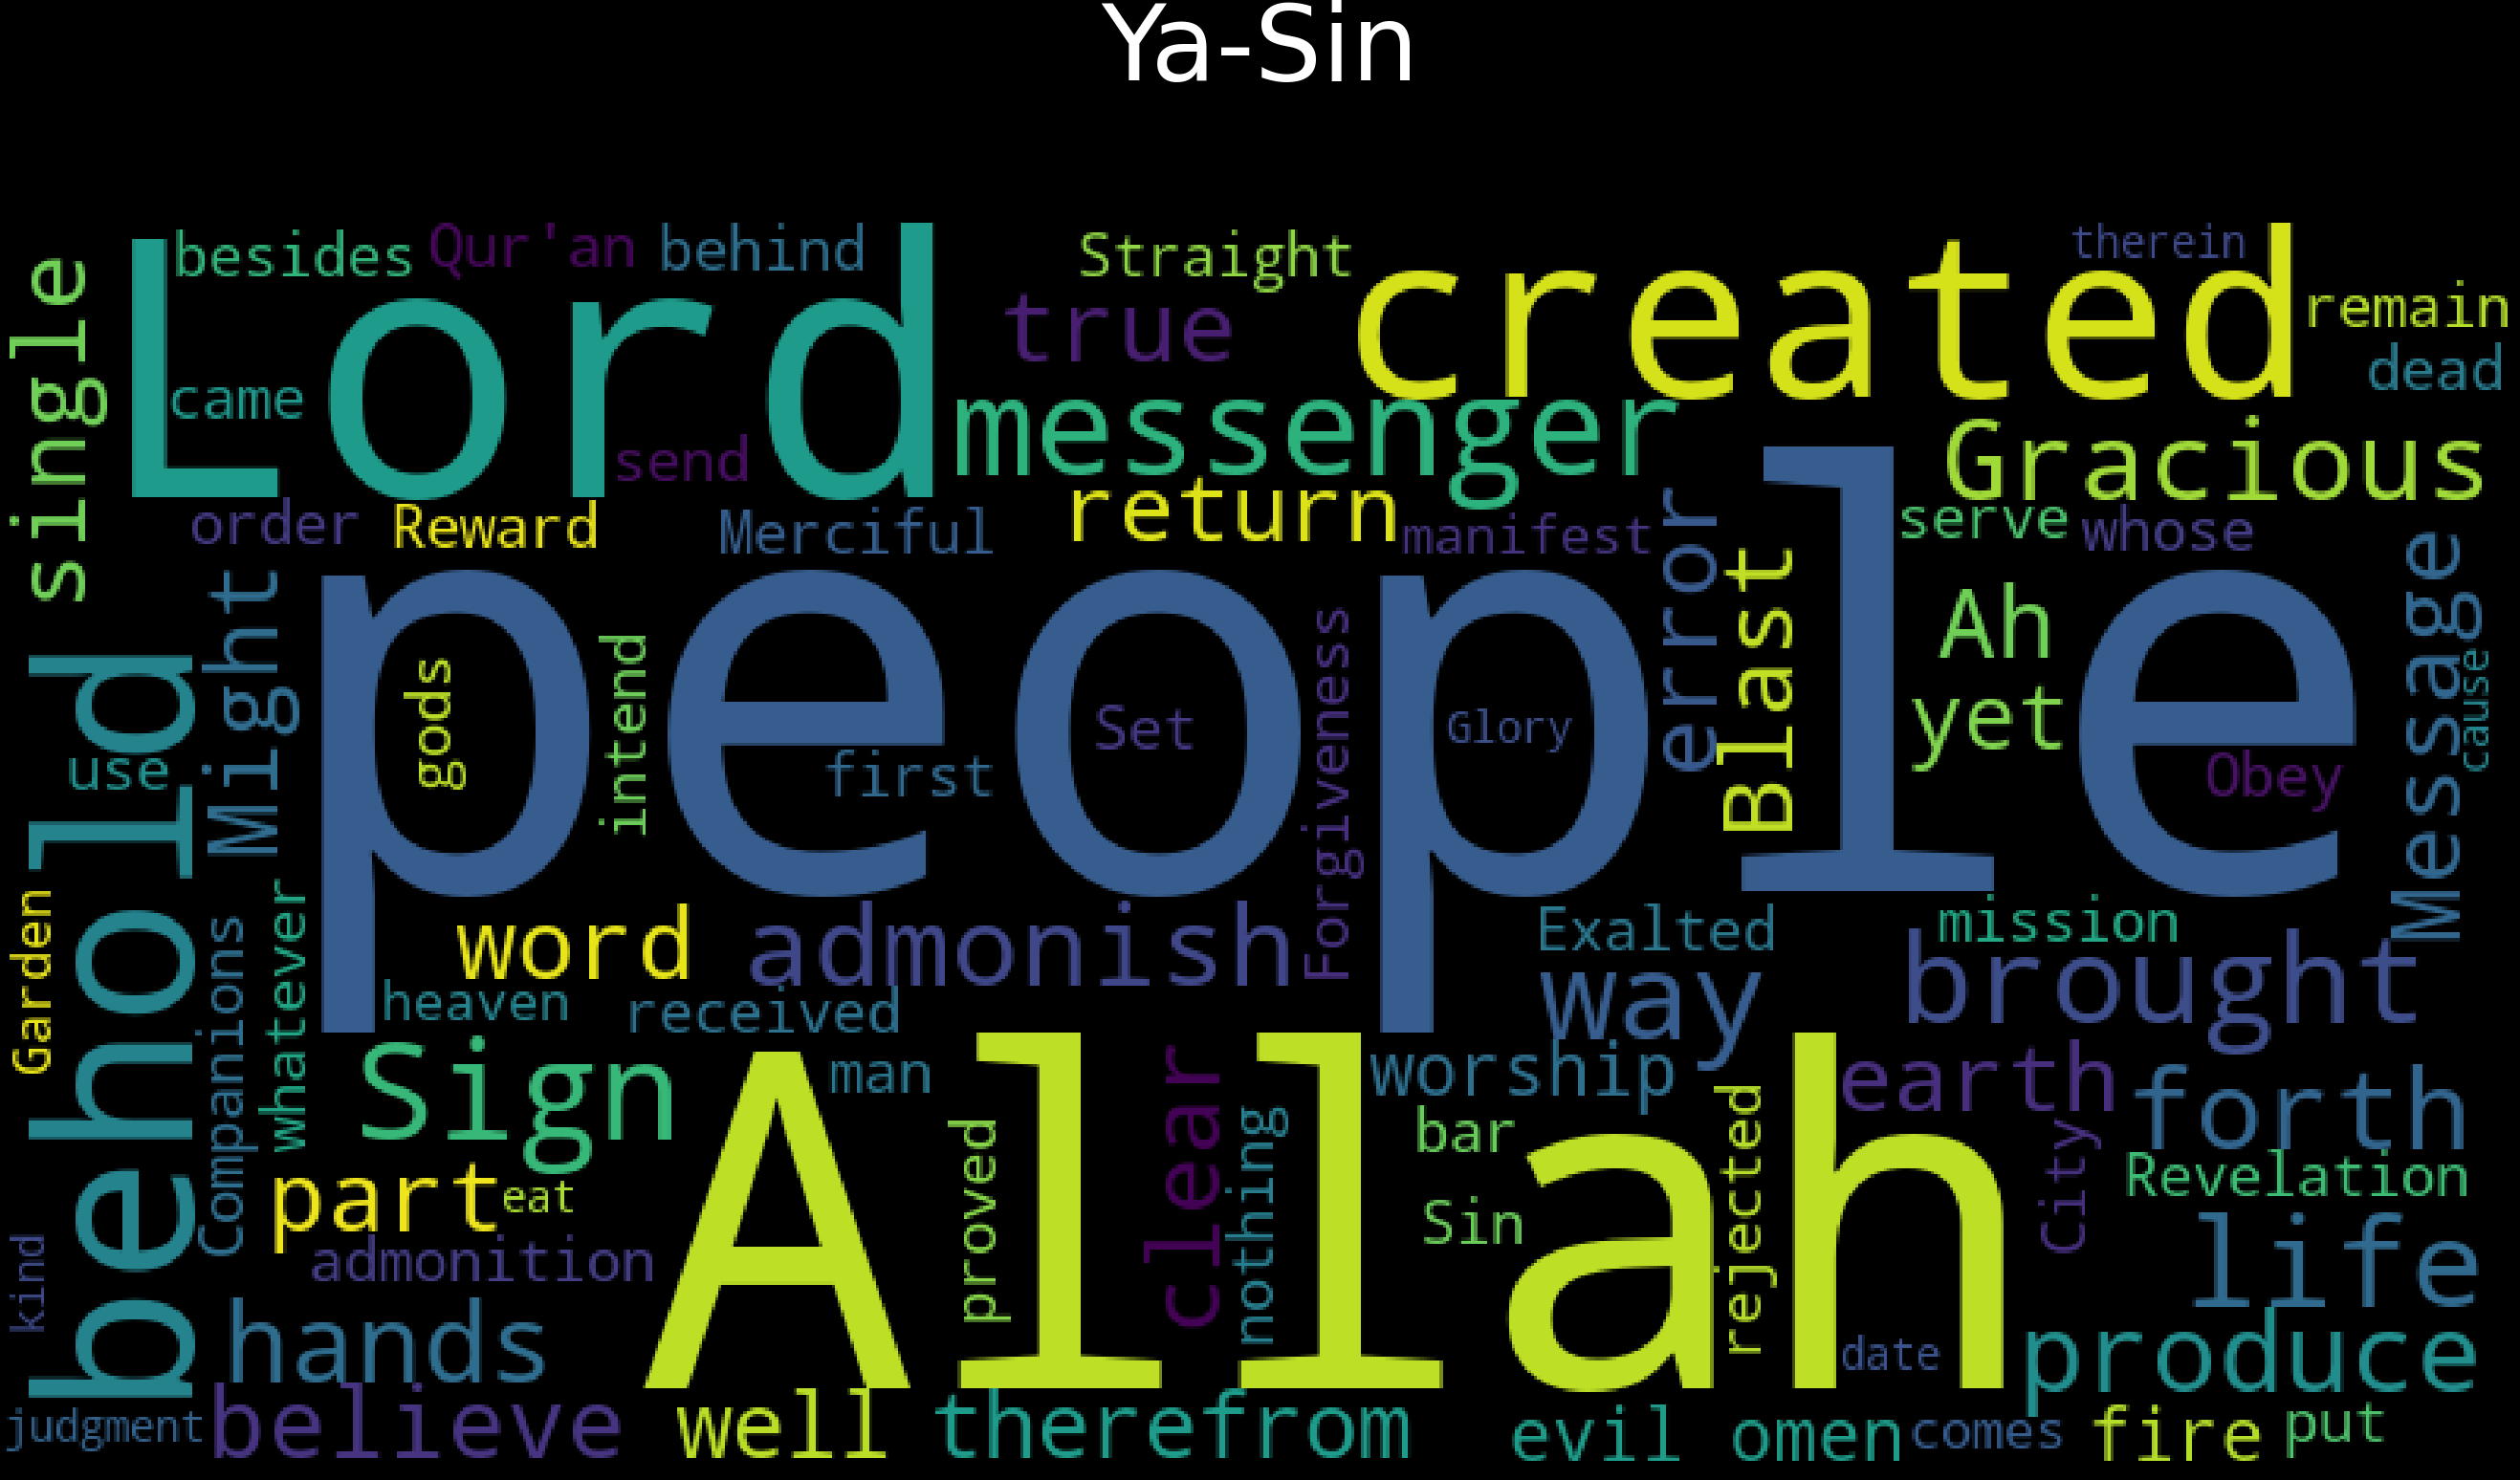 Ya-Sin
besides
Qur'an
behind
Straight
therein
single
Lord
created
remain
true
came
dead
messenger
send
Gracious
order
Reward
Merciful
return
manifest
error
serve
whose
Message
Might
people
Blast
Ah
gods
intend
Set
Forgiveness
Glory
yet
cause
behold
use
first
Obey
Garden
Companions
whatever
word
admonish
Exalted
mission
heaven
received
way
brought
Sign
man
clear
worship
earth
forth
Allah
proved
nothing
bar
rejected
City
Revelation
part
eat
Sin
kind
admonition
life
hands
date
produce
judgment
believe
well
therefrom
evil
omen
comes
fire
put